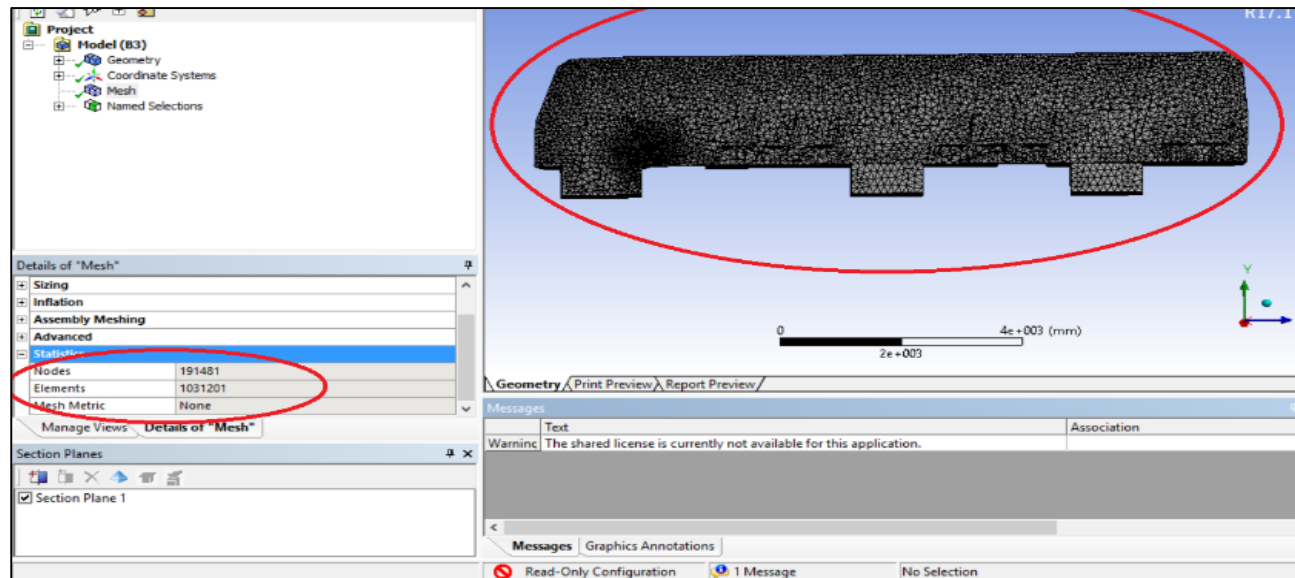 Project
Model (B3)
Geometry
Coordinate Systems
Mesh
Named Selections
Details of "Mesh"
Sizing
Inflation
Assembly Meshing
Advanced
Statistics
Nodes 191481
Elements 1031201
Mesh Metric None
Manage Views Details of "Mesh"
Section Planes
Section Plane 1
R17.1
Y
0 4e+003 (mm)
2e+003
Geometry Print Preview Report Preview
Messages
Text Association
Warninc The shared license is currently not available for this application.
Messages Graphics Annotations
Read-Only Configuration 1 Message No Selection